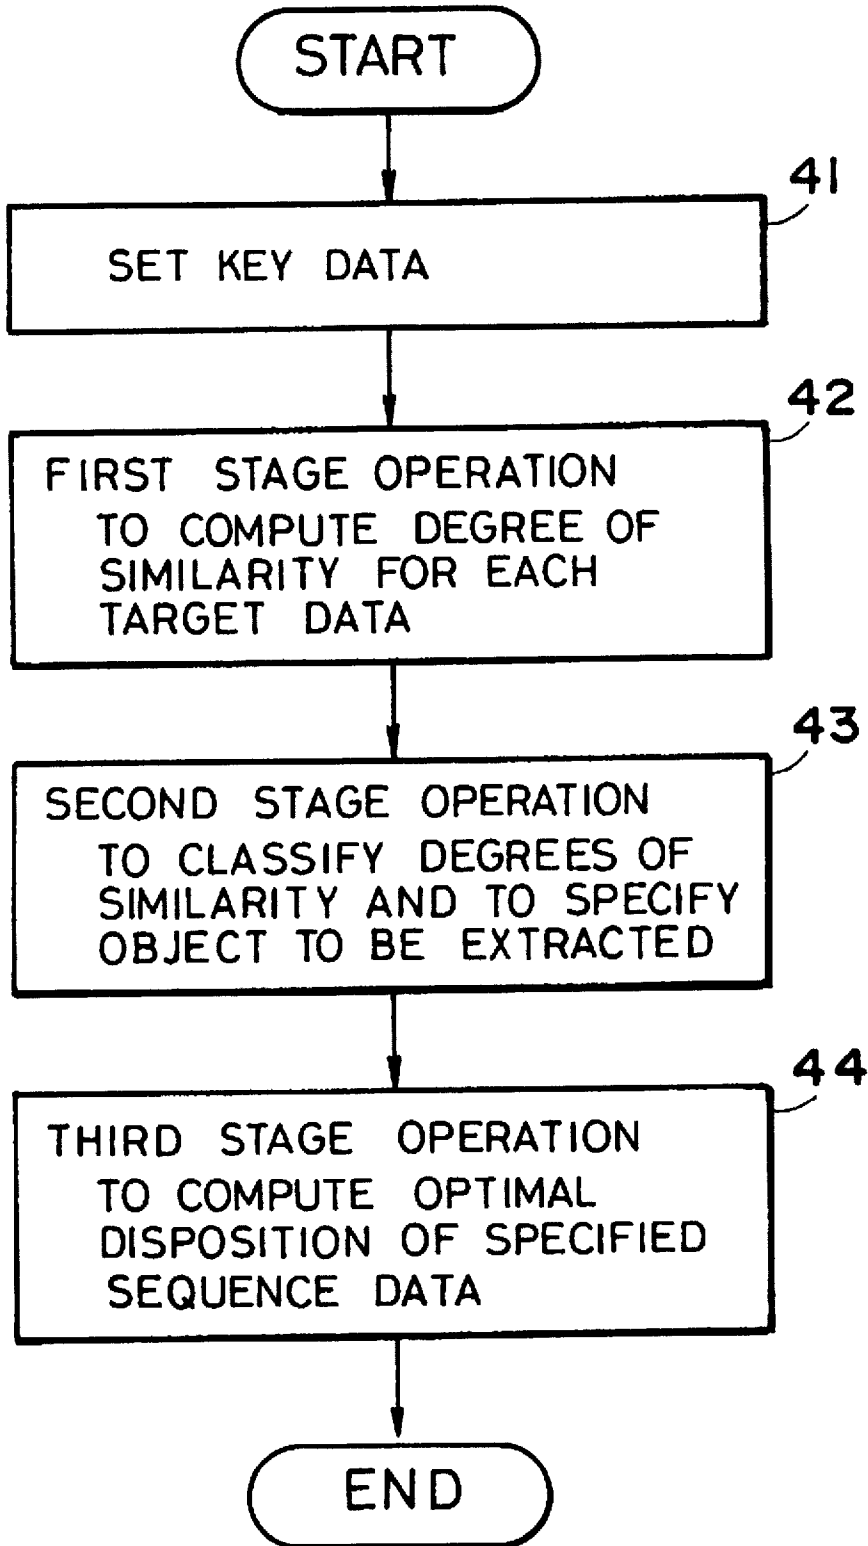 START
41
SET KEY DATA
42
FIRST STAGE OPERATION
TO COMPUTE DEGREE OF
SIMILARITY FOR EACH
TARGET DATA
43
SECOND STAGE OPERATION
TO CLASSIFY DEGREES OF
SIMILARITY AND TO SPECIFY
OBJECT TO BE EXTRACTED
44
THIRD STAGE OPERATION
TO COMPUTE OPTIMAL
DISPOSITION OF SPECIFIED
SEQUENCE DATA
END